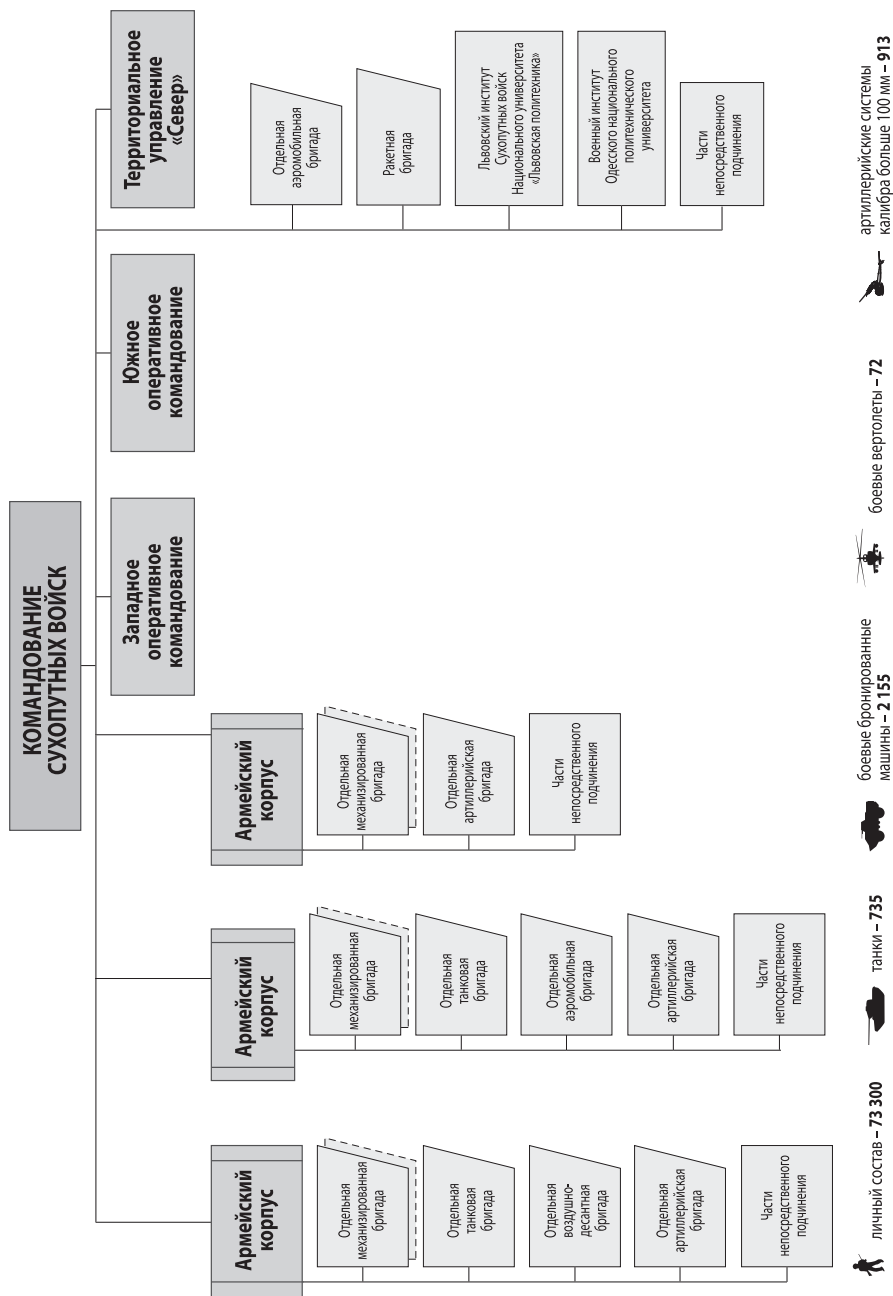 КОМАНДОВАНИЕ
СУХОПУТНЫХ ВОЙСК
Армейский
корпус
Отдельная
механизированная
бригада
Отдельная
танковая
бригада
Отдельная
воздушно-
десантная
бригада
Отдельная
артиллерийская
бригада
Части
непосредственного
подчинения
Армейский
корпус
Отдельная
механизированная
бригада
Отдельная
танковая
бригада
Отдельная
аэромобильная
бригада
Отдельная
артиллерийская
бригада
Части
непосредственного
подчинения
Армейский
корпус
Отдельная
механизированная
бригада
Отдельная
артиллерийская
бригада
Части
непосредственного
подчинения
Западное
оперативное
командование
Южное
оперативное
командование
Территориальное
управление
«Север»
Отдельная
аэромобильная
бригада
Ракетная
бригада
Львовский институт
Сухопутных войск
Национального университета
«Львовская политехника»
Военный институт
Одесского национального
политехнического
университета
Части
непосредственного
подчинения
личный состав – 73 300
танки – 735
боевые бронированные
машины – 2 155
боевые вертолеты – 72
артиллерийские системы
калибра больше 100 мм – 913